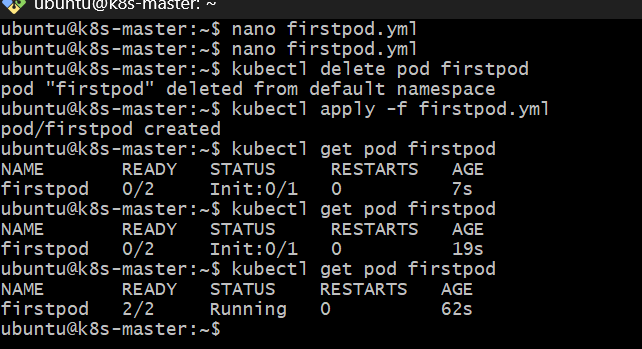 ubuntu@k8s-master: ~
ubuntu@k8s-master:~$ nano firstpod.yml
ubuntu@k8s-master:~$ nano firstpod.yml
ubuntu@k8s-master:~$ kubectl delete pod firstpod
pod "firstpod" deleted from default namespace
ubuntu@k8s-master:~$ kubectl apply -f firstpod.yml
pod/firstpod created
ubuntu@k8s-master:~$ kubectl get pod firstpod
NAME       READY   STATUS     RESTARTS   AGE
firstpod   0/2     Init:0/1   0          7s
ubuntu@k8s-master:~$ kubectl get pod firstpod
NAME       READY   STATUS     RESTARTS   AGE
firstpod   0/2     Init:0/1   0          19s
ubuntu@k8s-master:~$ kubectl get pod firstpod
NAME       READY   STATUS    RESTARTS   AGE
firstpod   2/2     Running   0          62s
ubuntu@k8s-master:~$